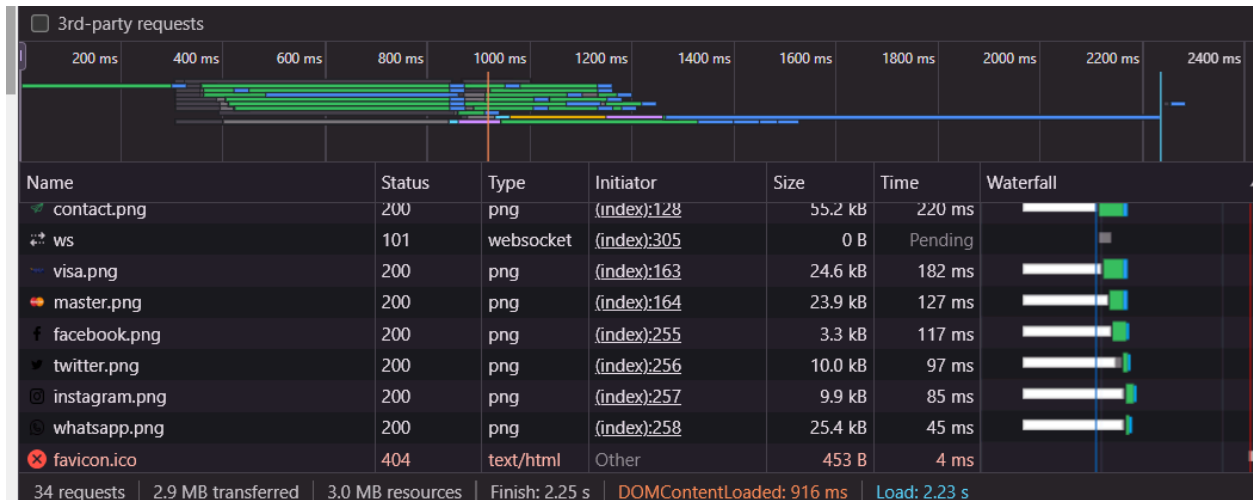 3rd-party requests
200 ms 400 ms 600 ms 800 ms 1000 ms 1200 ms 1400 ms 1600 ms 1800 ms 2000 ms 2200 ms 2400 ms
Name Status Type Initiator Size Time Waterfall
contact.png 200 png (index):128 55.2 kB 220 ms
ws 101 websocket (index):305 0 B Pending
visa.png 200 png (index):163 24.6 kB 182 ms
master.png 200 png (index):164 23.9 kB 127 ms
facebook.png 200 png (index):255 3.3 kB 117 ms
twitter.png 200 png (index):256 10.0 kB 97 ms
instagram.png 200 png (index):257 9.9 kB 85 ms
whatsapp.png 200 png (index):258 25.4 kB 45 ms
favicon.ico 404 text/html Other 453 B 4 ms
34 requests 2.9 MB transferred 3.0 MB resources Finish: 2.25 s DOMContentLoaded: 916 ms Load: 2.23 s